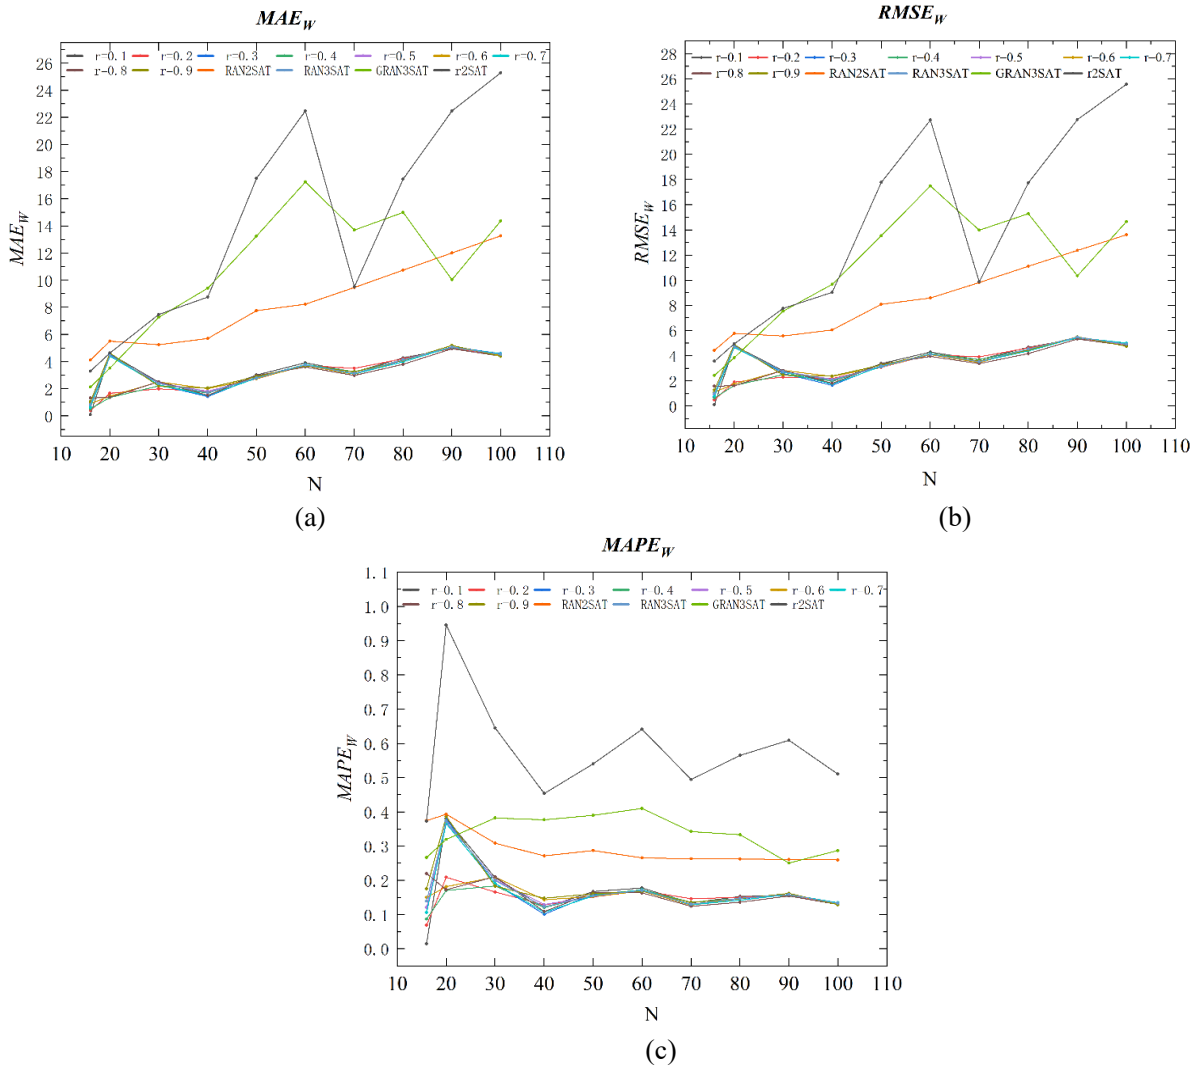 MAE_W
r-0.1 r-0.2 r-0.3 r-0.4 r-0.5 r-0.6 r-0.7
r-0.8 r-0.9 RAN2SAT RAN3SAT GRAN3SAT r2SAT
26
24
22
20
18
16
14
12
10
8
6
4
2
0
MAE_W
10 20 30 40 50 60 70 80 90 100 110
N
(a)
RMSE_W
r-0.1 r-0.2 r-0.3 r-0.4 r-0.5 r-0.6 r-0.7
r-0.8 r-0.9 RAN2SAT RAN3SAT GRAN3SAT r2SAT
28
26
24
22
20
18
16
14
12
10
8
6
4
2
0
RMSE_W
10 20 30 40 50 60 70 80 90 100 110
N
(b)
MAPE_W
r-0.1 r-0.2 r-0.3 r-0.4 r-0.5 r-0.6 r-0.7
r-0.8 r-0.9 RAN2SAT RAN3SAT GRAN3SAT r2SAT
1.1
1.0
0.9
0.8
0.7
0.6
0.5
0.4
0.3
0.2
0.1
0.0
MAPE_W
10 20 30 40 50 60 70 80 90 100 110
N
(c)